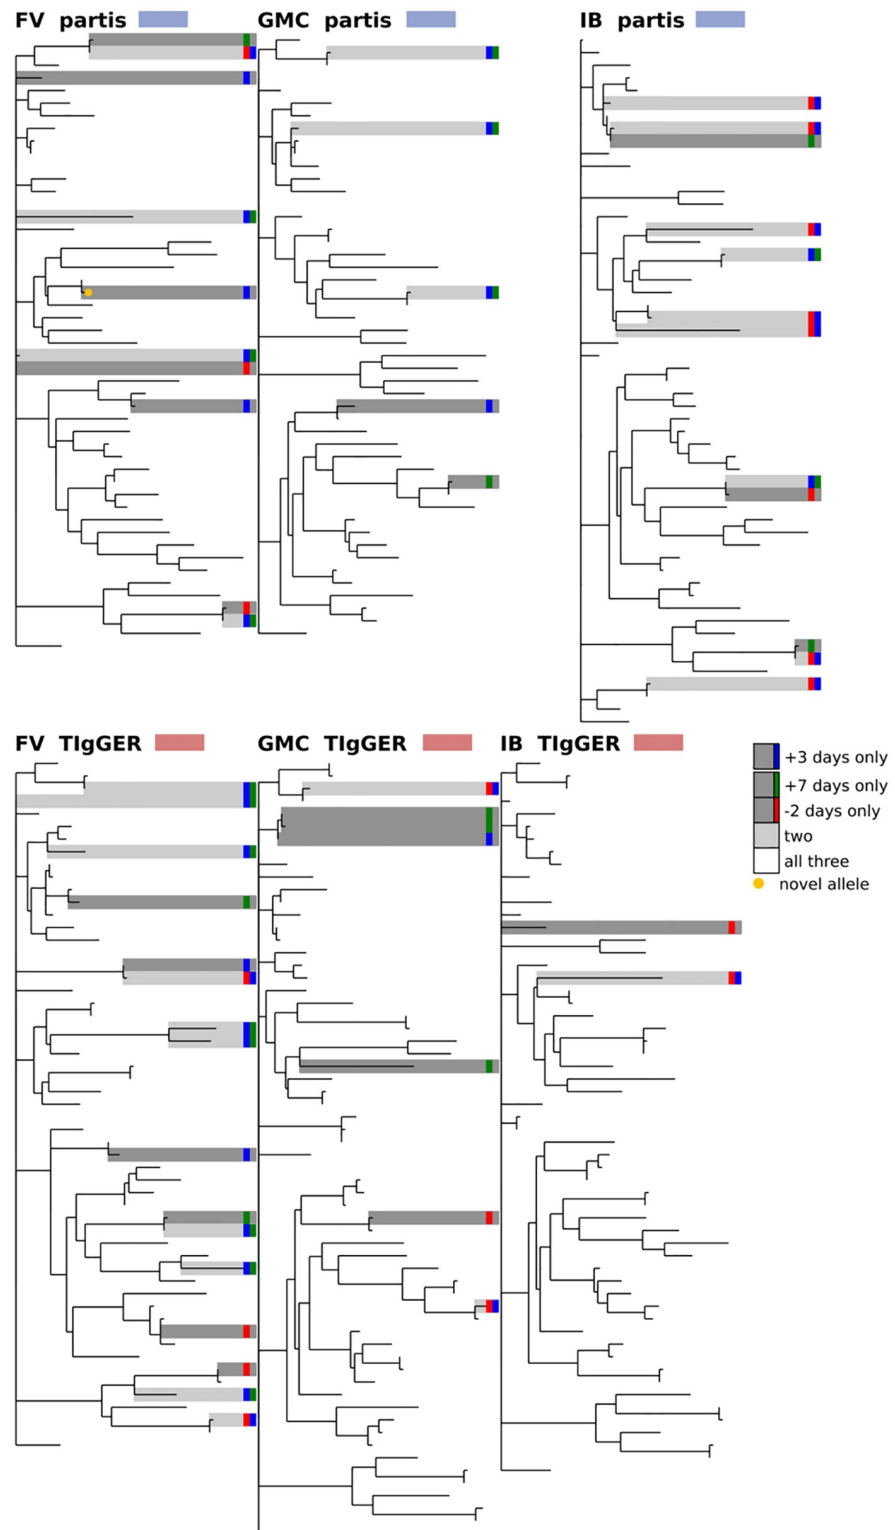 FV partis
GMC partis
IB partis
FV TIgGER
GMC TIgGER
IB TIgGER
+3 days only
+7 days only
-2 days only
two
all three
novel allele